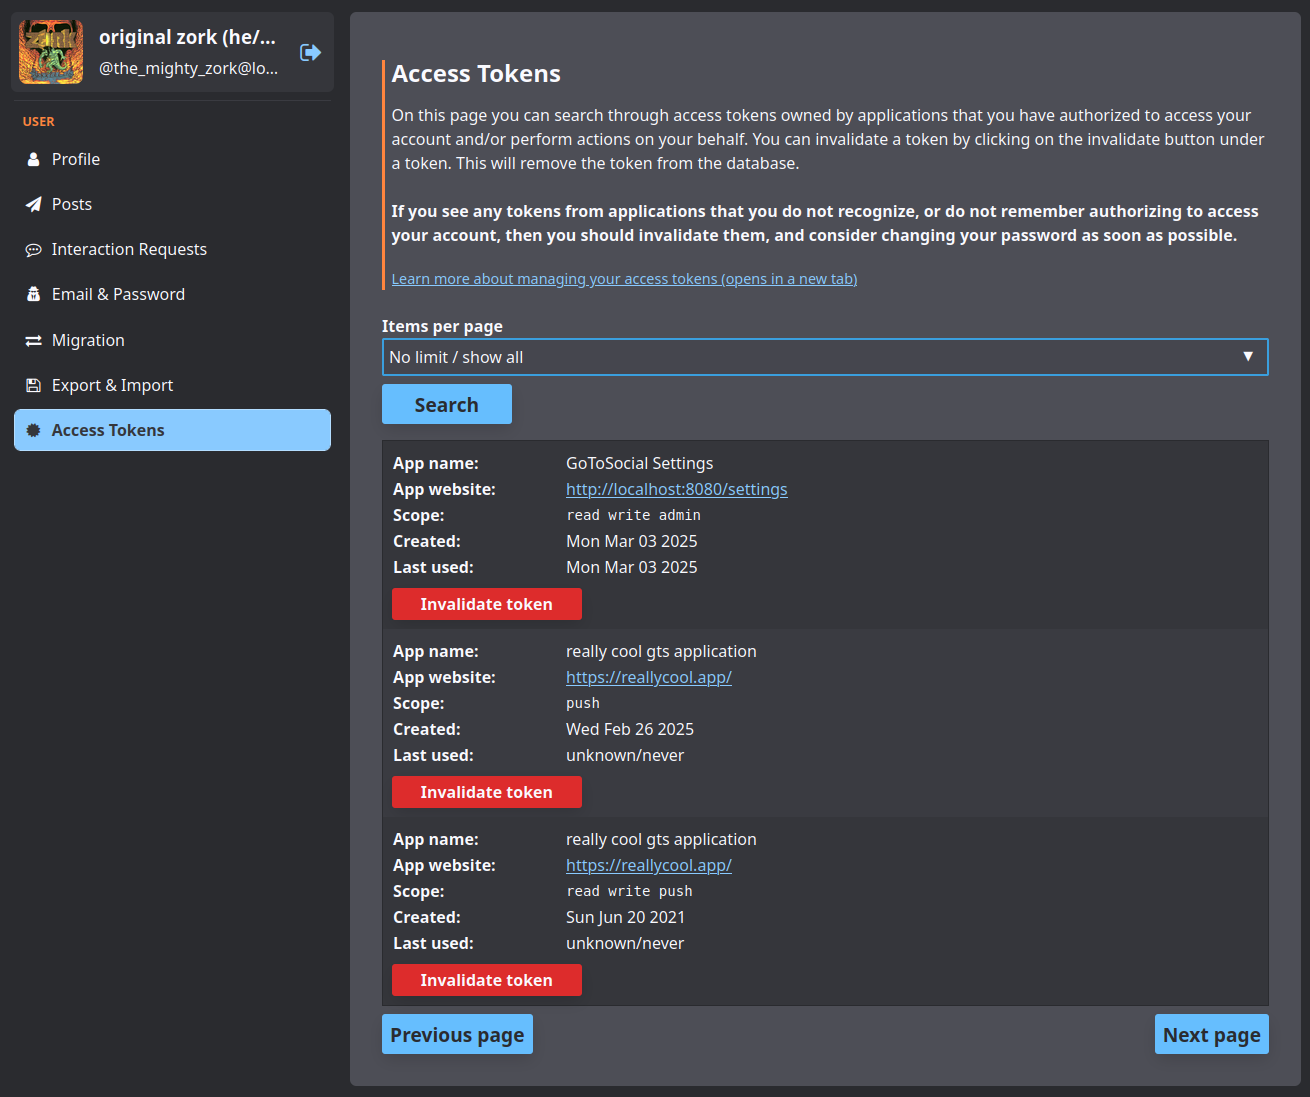 original zork (he/...
@the_mighty_zork@lo...
USER
Profile
Posts
Interaction Requests
Email & Password
Migration
Export & Import
Access Tokens
Access Tokens
On this page you can search through access tokens owned by applications that you have authorized to access your
account and/or perform actions on your behalf. You can invalidate a token by clicking on the invalidate button under
a token. This will remove the token from the database.
If you see any tokens from applications that you do not recognize, or do not remember authorizing to access
your account, then you should invalidate them, and consider changing your password as soon as possible.
Learn more about managing your access tokens (opens in a new tab)
Items per page
No limit / show all
Search
App name: GoToSocial Settings
App website: http://localhost:8080/settings
Scope: read write admin
Created: Mon Mar 03 2025
Last used: Mon Mar 03 2025
Invalidate token
App name: really cool gts application
App website: https://reallycool.app/
Scope: push
Created: Wed Feb 26 2025
Last used: unknown/never
Invalidate token
App name: really cool gts application
App website: https://reallycool.app/
Scope: read write push
Created: Sun Jun 20 2021
Last used: unknown/never
Invalidate token
Previous page
Next page